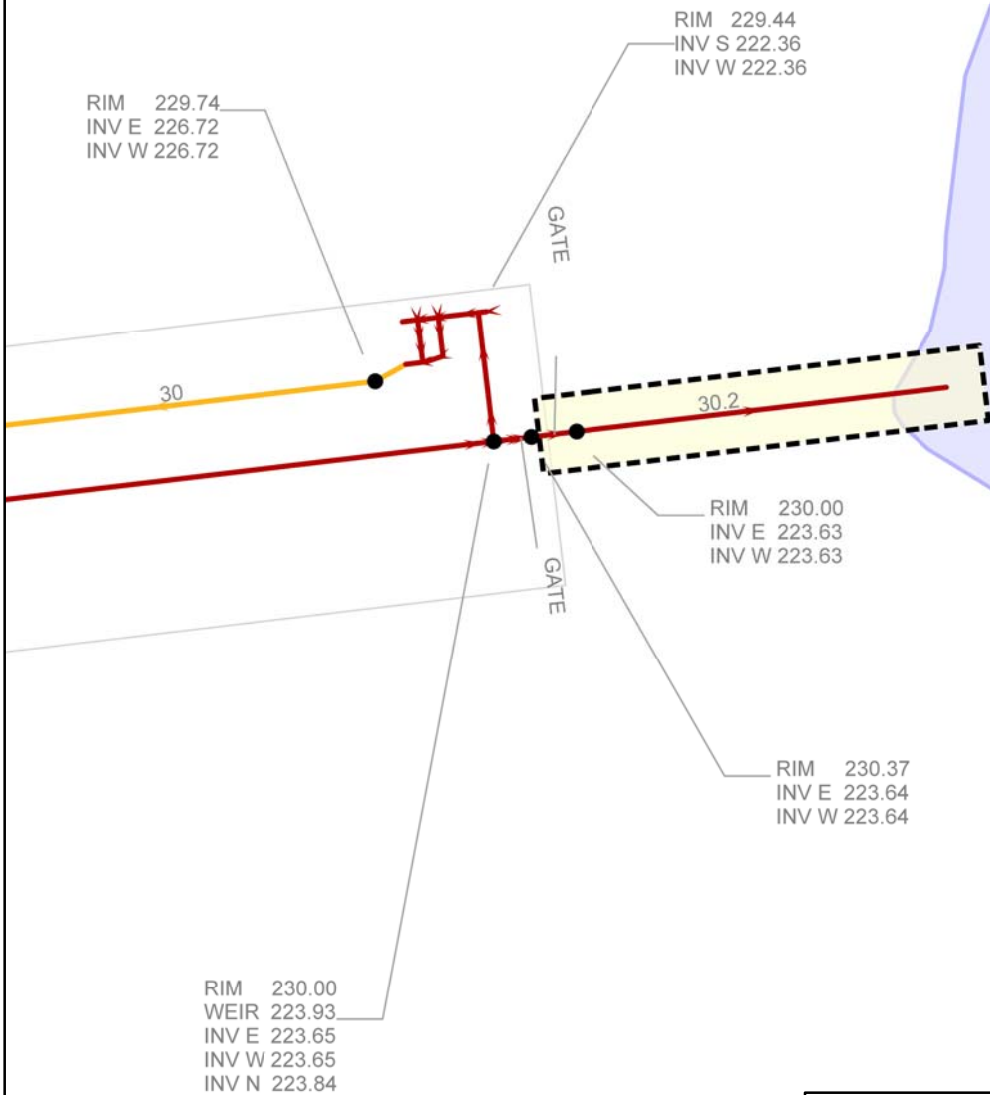 RIM 229.44
INV S 222.36
INV W 222.36
RIM 229.74
INV E 226.72
INV W 226.72
GATE
30
30.2
RIM 230.00
INV E 223.63
INV W 223.63
GATE
RIM 230.37
INV E 223.64
INV W 223.64
RIM 230.00
WEIR 223.93
INV E 223.65
INV W 223.65
INV N 223.84